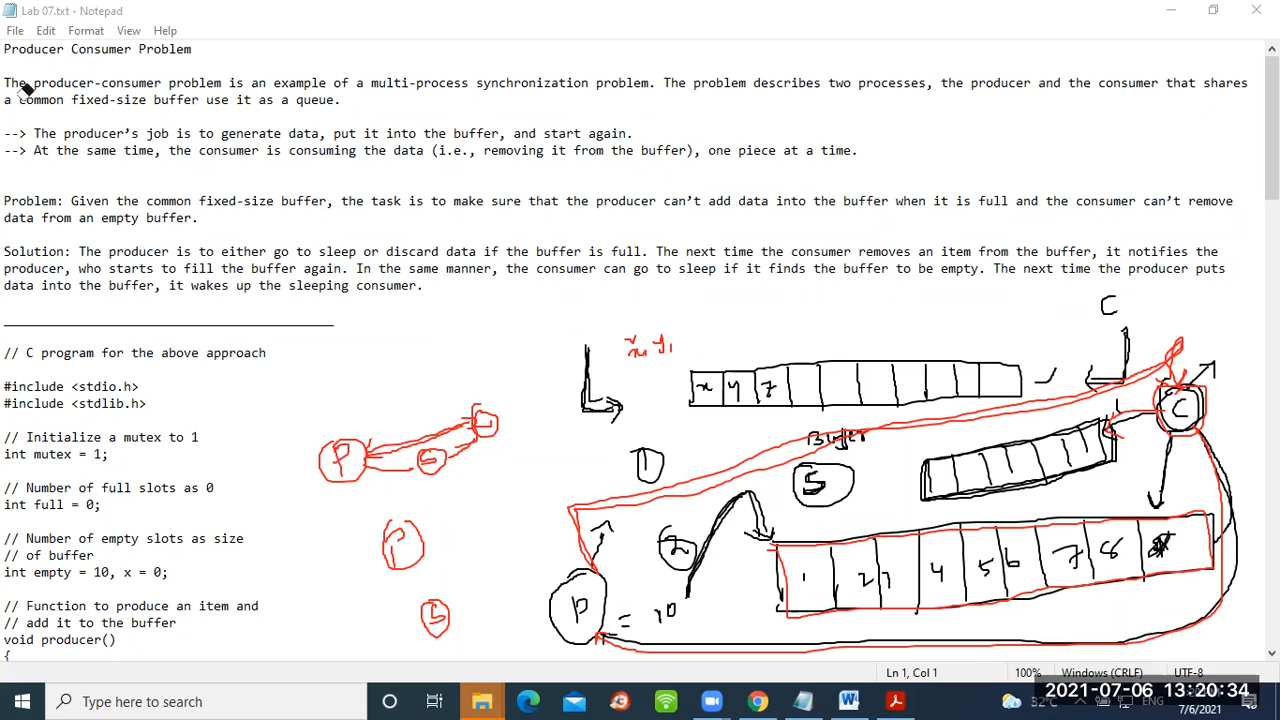 Lab 07.txt - Notepad
File Edit Format View Help
Producer Consumer Problem
The producer-consumer problem is an example of a multi-process synchronization problem. The problem describes two processes, the producer and the consumer that shares
a common fixed-size buffer use it as a queue.
--> The producer’s job is to generate data, put it into the buffer, and start again.
--> At the same time, the consumer is consuming the data (i.e., removing it from the buffer), one piece at a time.
Problem: Given the common fixed-size buffer, the task is to make sure that the producer can’t add data into the buffer when it is full and the consumer can’t remove
data from an empty buffer.
Solution: The producer is to either go to sleep or discard data if the buffer is full. The next time the consumer removes an item from the buffer, it notifies the
producer, who starts to fill the buffer again. In the same manner, the consumer can go to sleep if it finds the buffer to be empty. The next time the producer puts
data into the buffer, it wakes up the sleeping consumer.
// C program for the above approach
#include <stdio.h>
#include <stdlib.h>
// Initialize a mutex to 1
int mutex = 1;
// Number of full slots as 0
int full = 0;
// Number of empty slots as size
// of buffer
int empty = 10, x = 0;
// Function to produce an item and
// add it to the buffer
void producer()
{
C
x y 7
C
P S
Buffer
1
S
2
P
1 2 3 4 5 6 7 8
P = 10
S
Ln 1, Col 1 100% Windows (CRLF) UTF-8
Type here to search
32°C
ENG
2021-07-06 13:20:34
7/6/2021